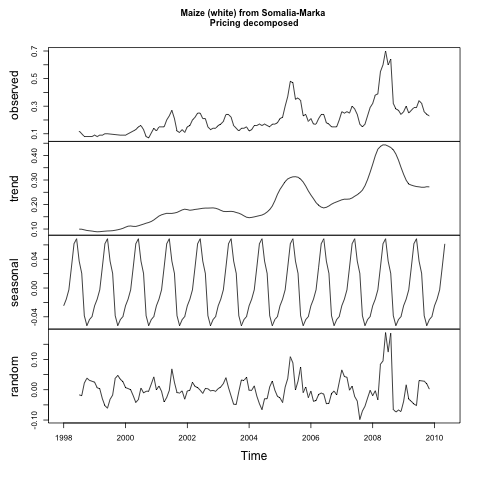 Maize (white) from Somalia-Marka
Pricing decomposed
observed
0.1 0.3 0.5 0.7
trend
0.10 0.20 0.30 0.40
seasonal
-0.04 0.00 0.04
random
-0.10 0.00 0.10
1998 2000 2002 2004 2006 2008 2010
Time